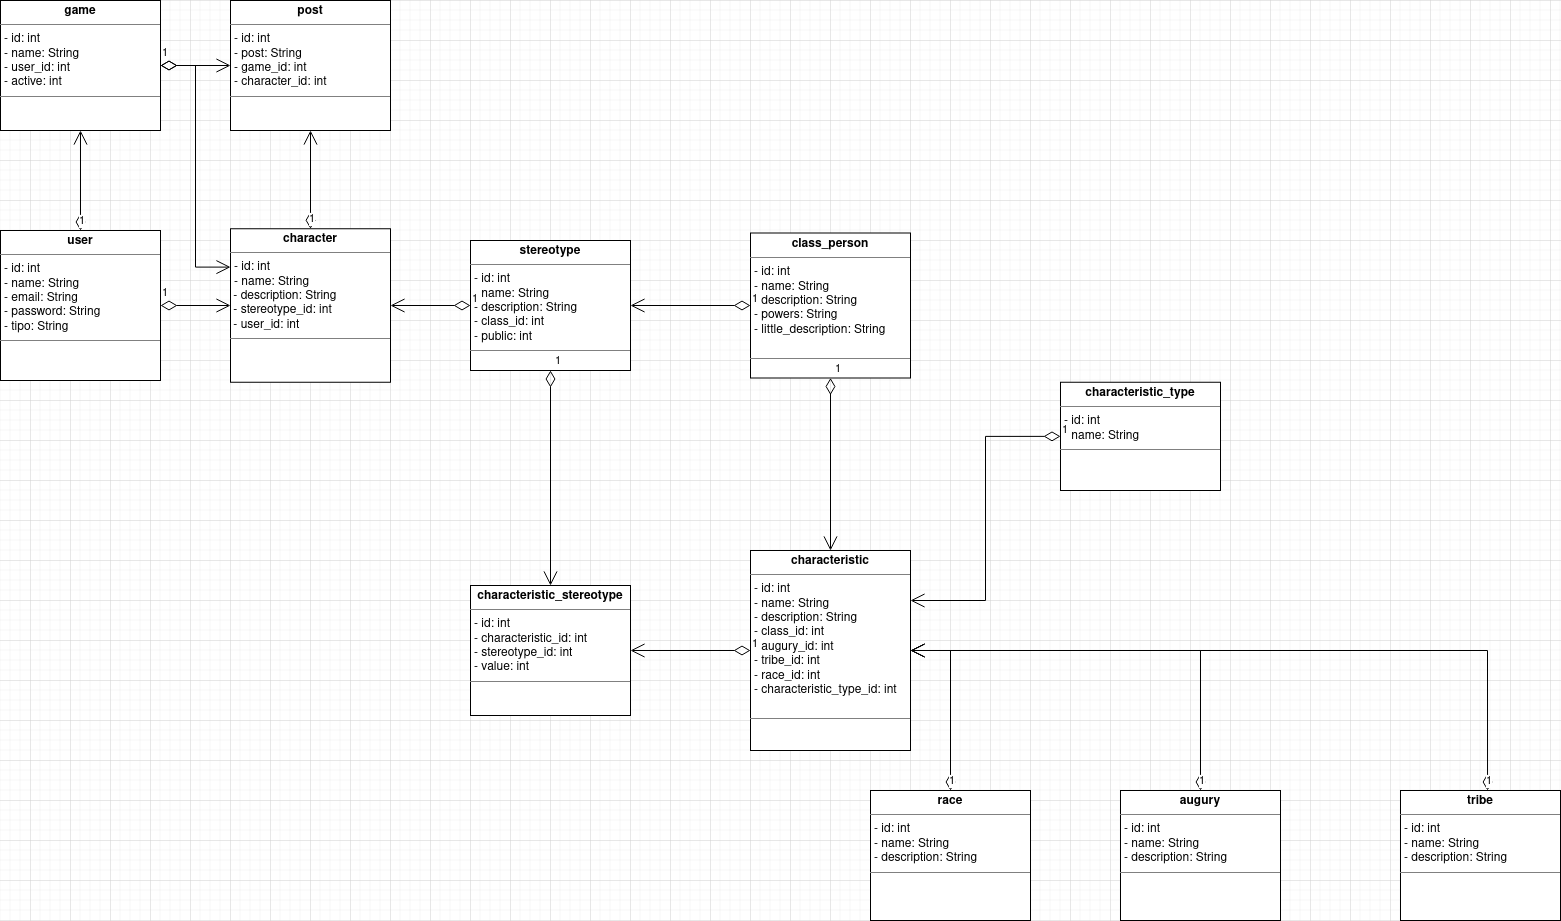 game
- id: int
- name: String
- user_id: int
- active: int
1
post
- id: int
- post: String
- game_id: int
- character_id: int
1
user
- id: int
- name: String
- email: String
- password: String
- tipo: String
1
1
character
- id: int
- name: String
- description: String
- stereotype_id: int
- user_id: int
stereotype
- id: int
1 name: String
- description: String
- class_id: int
- public: int
1
class_person
- id: int
- name: String
1 description: String
- powers: String
- little_description: String
1
characteristic_type
- id: int
1 name: String
characteristic_stereotype
- id: int
- characteristic_id: int
- stereotype_id: int
- value: int
characteristic
- id: int
- name: String
- description: String
- class_id: int
1 augury_id: int
- tribe_id: int
- race_id: int
- characteristic_type_id: int
1
race
- id: int
- name: String
- description: String
1
augury
- id: int
- name: String
- description: String
1
tribe
- id: int
- name: String
- description: String